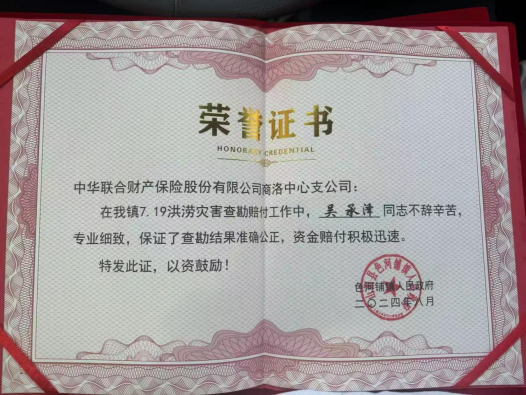 荣誉证书
HONORARY CREDENTIAL
中华联合财产保险股份有限公司商洛中心支公司：
在我镇7.19洪涝灾害查勘赔付工作中，吴承泽同志不辞辛苦，
专业细致，保证了查勘结果准确公正，资金赔付积极迅速。
特发此证，以资鼓励！
色河铺镇人民政府
二〇二四年八月